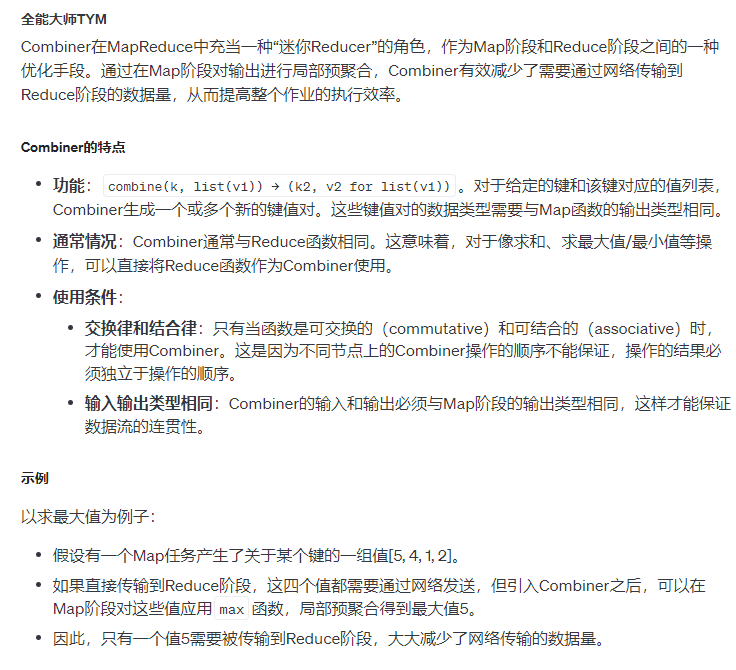 全能大师TYM
Combiner在MapReduce中充当一种“迷你Reducer”的角色，作为Map阶段和Reduce阶段之间的一种
优化手段。通过在Map阶段对输出进行局部预聚合，Combiner有效减少了需要通过网络传输到
Reduce阶段的数据量，从而提高整个作业的执行效率。
Combiner的特点
• 功能： combine(k, list(v1)) → (k2, v2 for list(v1)) 。对于给定的键和该键对应的值列表，
Combiner生成一个或多个新的键值对。这些键值对的数据类型需要与Map函数的输出类型相同。
• 通常情况：Combiner通常与Reduce函数相同。这意味着，对于像求和、求最大值/最小值等操
作，可以直接将Reduce函数作为Combiner使用。
• 使用条件：
• 交换律和结合律：只有当函数是可交换的（commutative）和可结合的（associative）时，
才能使用Combiner。这是因为不同节点上的Combiner操作的顺序不能保证，操作的结果必
须独立于操作的顺序。
• 输入输出类型相同：Combiner的输入和输出必须与Map阶段的输出类型相同，这样才能保证
数据流的连贯性。
示例
以求最大值为例子：
• 假设有一个Map任务产生了关于某个键的一组值[5, 4, 1, 2]。
• 如果直接传输到Reduce阶段，这四个值都需要通过网络发送，但引入Combiner之后，可以在
Map阶段对这些值应用 max 函数，局部预聚合得到最大值5。
• 因此，只有一个值5需要被传输到Reduce阶段，大大减少了网络传输的数据量。